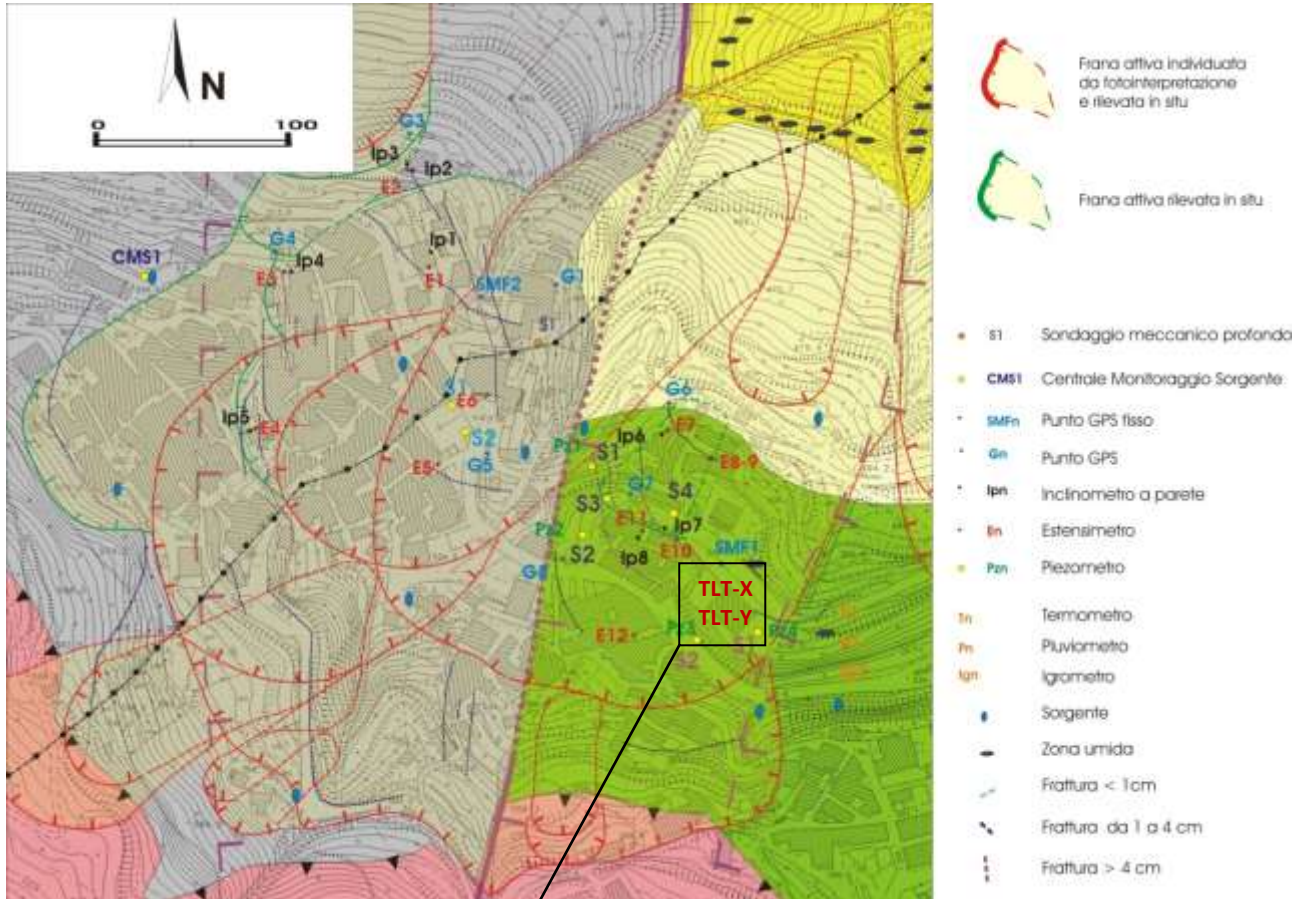 N
0 100
G3
Ip3
Ip2
E2
G4
Ip4
E3
CMS1
Ip1
E1
SMF2
G1
S1
S1
E6
Ip5
E4
S2
E5
G5
G6
Ip6
E7
Pz1
S1
E8-9
G7
S3
S4
E11
Ip7
Pz2
Ip8
E10
S2
SMF1
G8
TLT-X
TLT-Y
E12
S2
Frana attiva individuata
da fotointerpretazione
e rilevata in situ
Frana attiva rilevata in situ
S1 Sondaggio meccanico profondo
CMS1 Centrale Monitoraggio Sorgente
SMFn Punto GPS fisso
Gn Punto GPS
Ipn Inclinometro a parete
En Estensimetro
Pzn Piezometro
Tn Termometro
Pn Pluviometro
Ign Igrometro
Sorgente
Zona umida
Frattura < 1cm
Frattura da 1 a 4 cm
Frattura > 4 cm